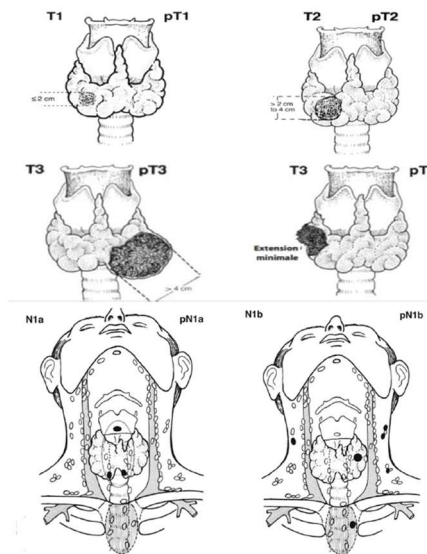 T1 pT1
≤2 cm
T2 pT2
> 2 cm
to 4 cm
T3 pT3
> 4 cm
T3 pT
Extension
minimale
N1a pN1a
N1b pN1b